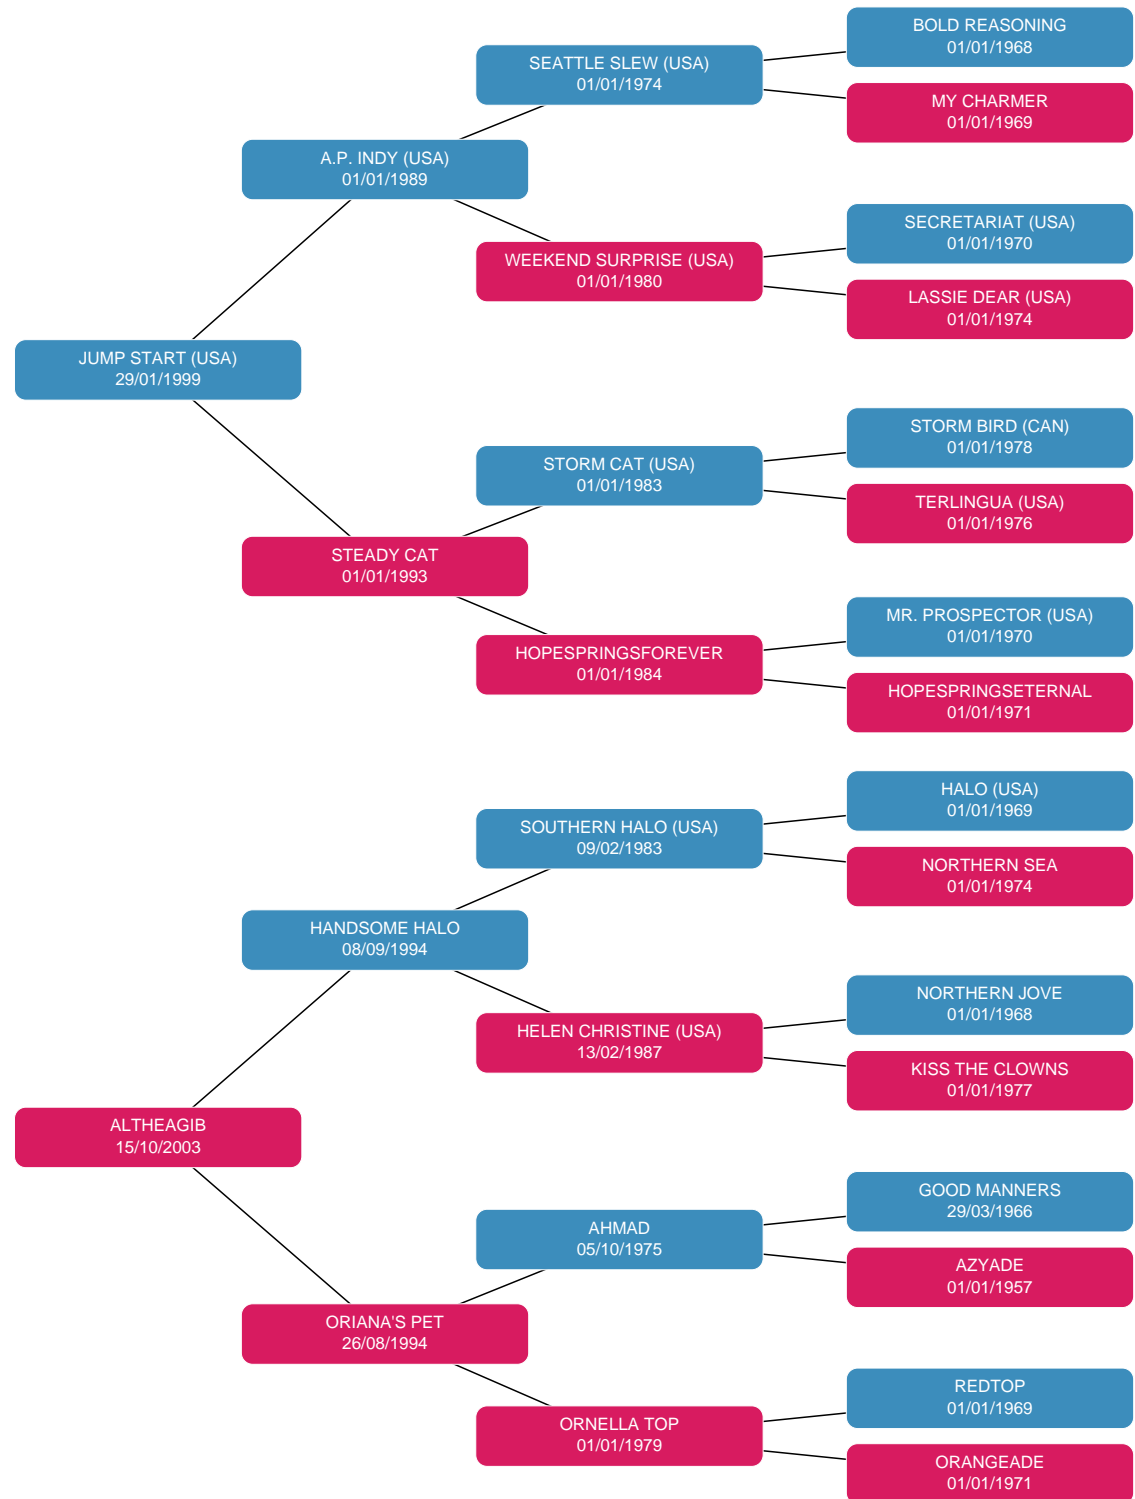 BOLD REASONING
01/01/1968
SEATTLE SLEW (USA)
01/01/1974
MY CHARMER
01/01/1969
A.P. INDY (USA)
01/01/1989
SECRETARIAT (USA)
01/01/1970
WEEKEND SURPRISE (USA)
01/01/1980
LASSIE DEAR (USA)
01/01/1974
JUMP START (USA)
29/01/1999
STORM BIRD (CAN)
01/01/1978
STORM CAT (USA)
01/01/1983
TERLINGUA (USA)
01/01/1976
STEADY CAT
01/01/1993
MR. PROSPECTOR (USA)
01/01/1970
HOPESPRINGSFOREVER
01/01/1984
HOPESPRINGSETERNAL
01/01/1971
HALO (USA)
01/01/1969
SOUTHERN HALO (USA)
09/02/1983
NORTHERN SEA
01/01/1974
HANDSOME HALO
08/09/1994
NORTHERN JOVE
01/01/1968
HELEN CHRISTINE (USA)
13/02/1987
KISS THE CLOWNS
01/01/1977
ALTHEAGIB
15/10/2003
GOOD MANNERS
29/03/1966
AHMAD
05/10/1975
AZYADE
01/01/1957
ORIANA'S PET
26/08/1994
REDTOP
01/01/1969
ORNELLA TOP
01/01/1979
ORANGEADE
01/01/1971